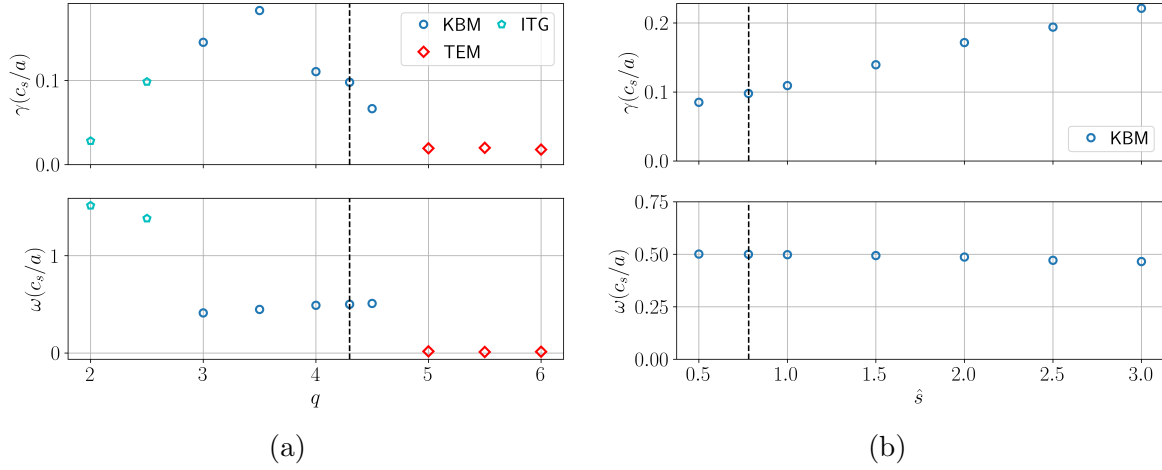 γ(c_s/a)
0.1
0.0
KBM
ITG
TEM
ω(c_s/a)
1
0
2 3 4 5 6
q
(a)
γ(c_s/a)
0.2
0.1
0.0
KBM
ω(c_s/a)
0.75
0.50
0.25
0.00
0.5 1.0 1.5 2.0 2.5 3.0
ŝ
(b)